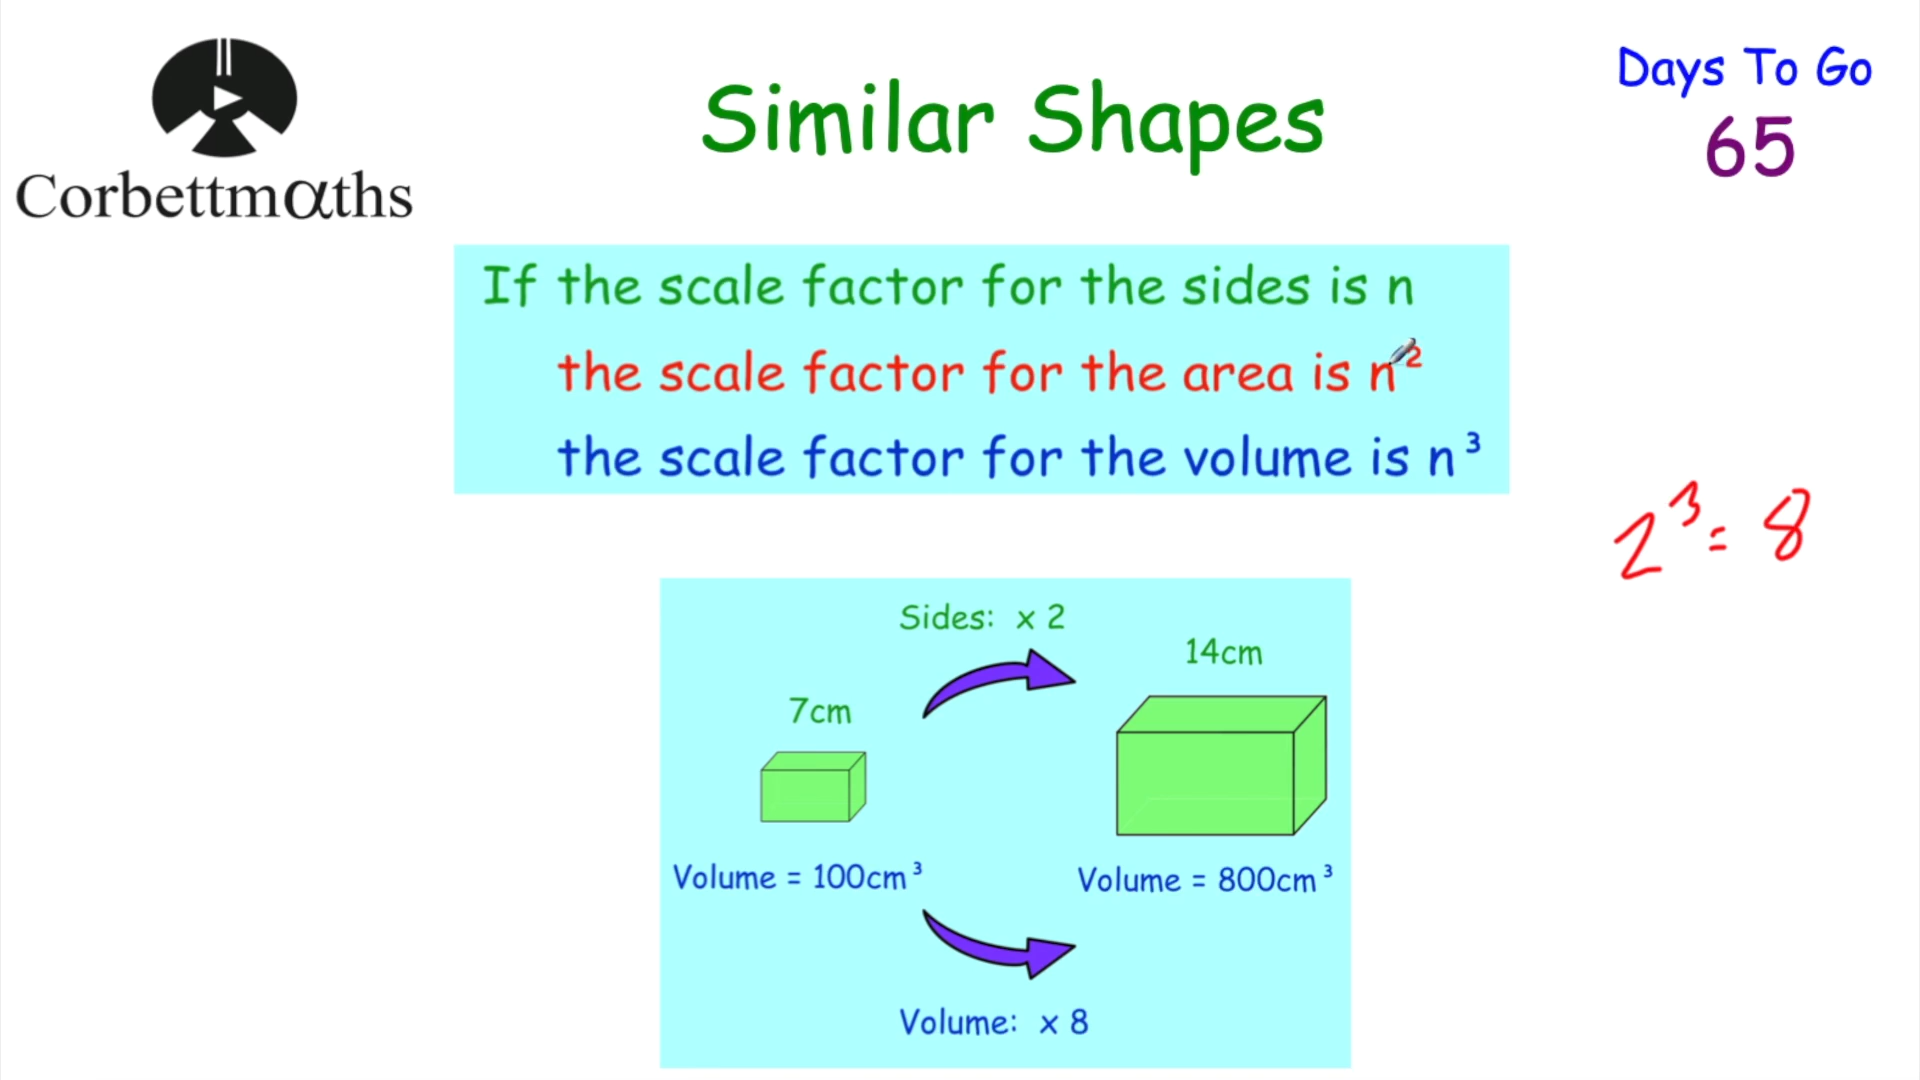 Corbettmαths
Similar Shapes
Days To Go
65
If the scale factor for the sides is n
the scale factor for the area is n²
the scale factor for the volume is n³
2³ = 8
Sides: x 2
7cm
14cm
Volume = 100cm³
Volume = 800cm³
Volume: x 8